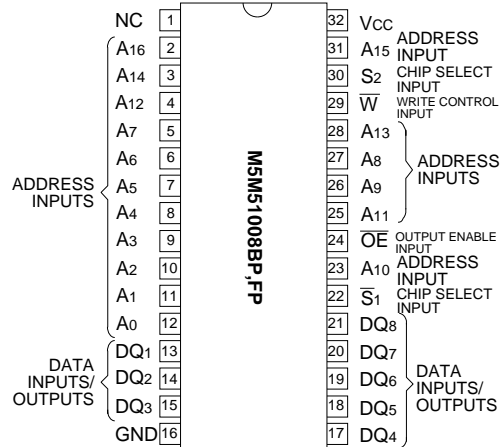 NC 1 32 VCC
A16 2 31 A15 ADDRESS INPUT
A14 3 30 S2 CHIP SELECT INPUT
A12 4 29 W̅ WRITE CONTROL INPUT
A7 5 28 A13
A6 6 27 A8
A5 7 26 A9
A4 8 25 A11
ADDRESS INPUTS
ADDRESS INPUTS
A3 9 24 O̅E̅ OUTPUT ENABLE INPUT
A2 10 23 A10 ADDRESS INPUT
A1 11 22 S̅1 CHIP SELECT INPUT
A0 12 21 DQ8
DQ1 13 20 DQ7
DQ2 14 19 DQ6
DQ3 15 18 DQ5
GND 16 17 DQ4
DATA INPUTS/ OUTPUTS
DATA INPUTS/ OUTPUTS
M5M51008BP,FP